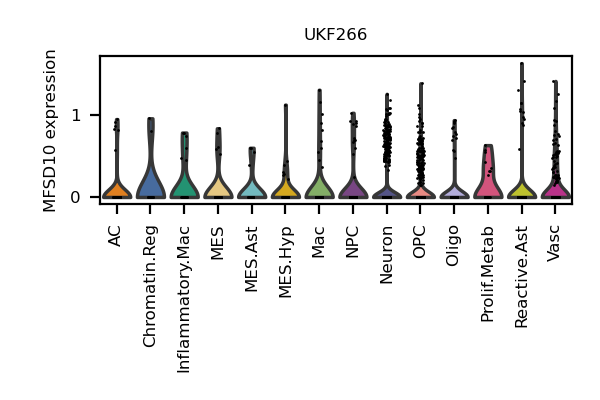 UKF266
MFSD10 expression
1
0
AC
Chromatin.Reg
Inflammatory.Mac
MES
MES.Ast
MES.Hyp
Mac
NPC
Neuron
OPC
Oligo
Prolif.Metab
Reactive.Ast
Vasc